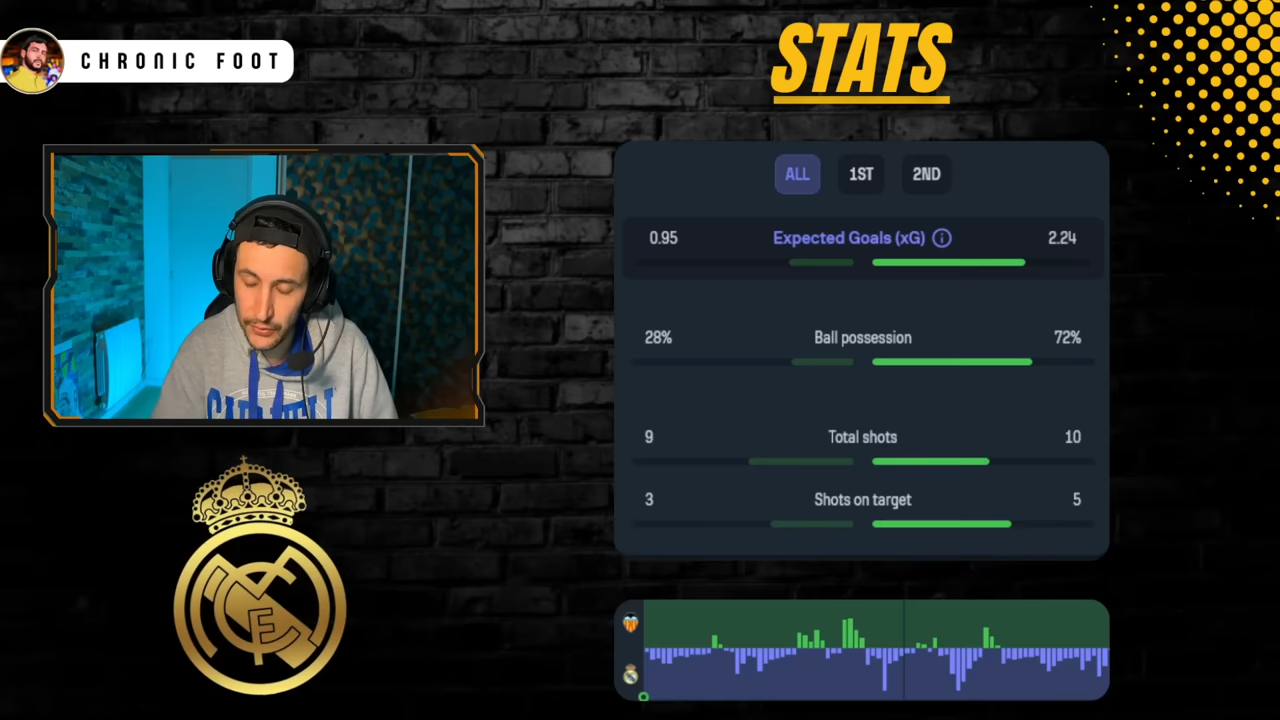 CHRONIC FOOT
STATS
ALL 1ST 2ND
0.95 Expected Goals (xG) 2.24
28% Ball possession 72%
9 Total shots 10
3 Shots on target 5